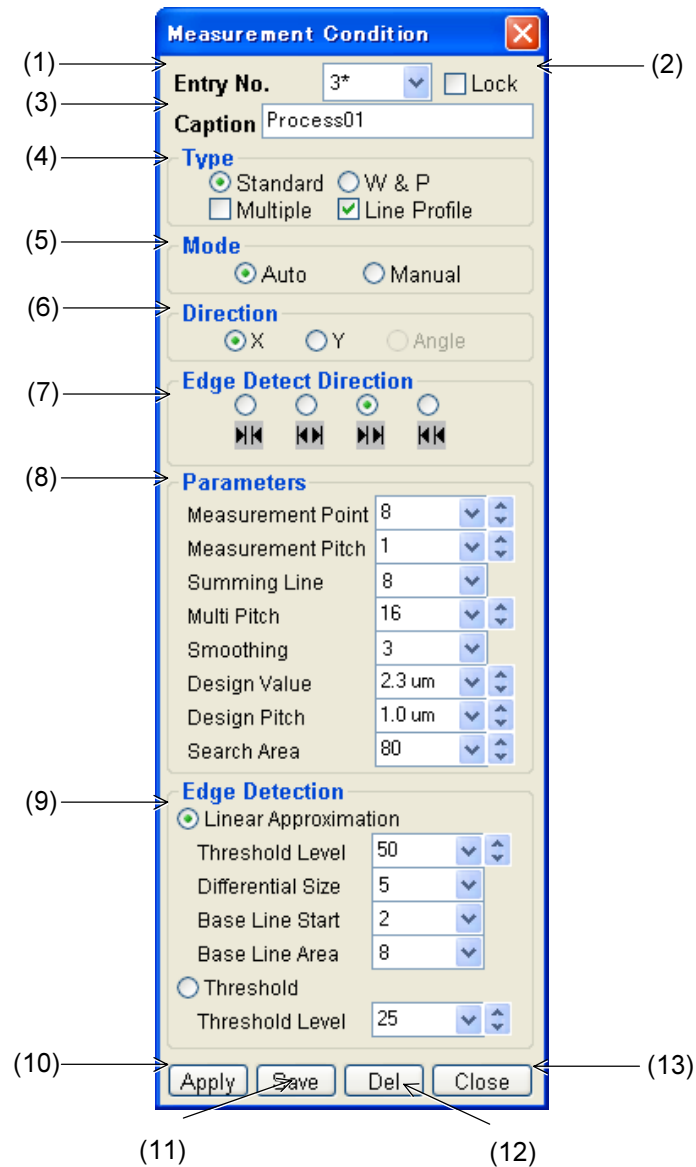 Measurement Condition
(1)
(2)
Entry No. 3* Lock
(3)
Caption Process01
(4)
Type
Standard W & P
Multiple Line Profile
(5)
Mode
Auto Manual
(6)
Direction
X Y Angle
(7)
Edge Detect Direction
(8)
Parameters
Measurement Point 8
Measurement Pitch 1
Summing Line 8
Multi Pitch 16
Smoothing 3
Design Value 2.3 um
Design Pitch 1.0 um
Search Area 80
(9)
Edge Detection
Linear Approximation
Threshold Level 50
Differential Size 5
Base Line Start 2
Base Line Area 8
Threshold
Threshold Level 25
(10)
(13)
Apply Save Del Close
(11)
(12)